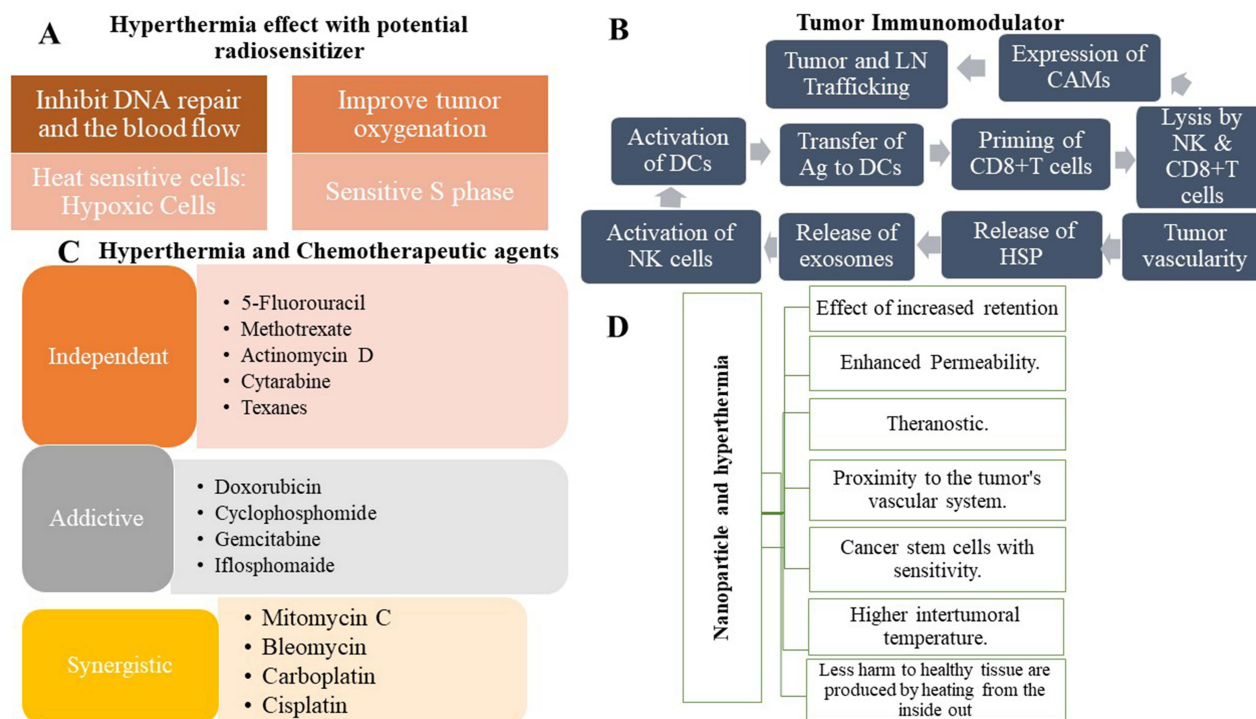 A
Hyperthermia effect with potential
radiosensitizer
Inhibit DNA repair
and the blood flow
Improve tumor
oxygenation
Heat sensitive cells:
Hypoxic Cells
Sensitive S phase
B
Tumor Immunomodulator
Tumor and LN
Trafficking
Expression of
CAMs
Activation
of DCs
Transfer of
Ag to DCs
Priming of
CD8+T cells
Lysis by
NK &
CD8+T
cells
Activation of
NK cells
Release of
exosomes
Release of
HSP
Tumor
vascularity
C
Hyperthermia and Chemotherapeutic agents
Independent
• 5-Fluorouracil
• Methotrexate
• Actinomycin D
• Cytarabine
• Texanes
Addictive
• Doxorubicin
• Cyclophosphomide
• Gemcitabine
• Iflosphomaide
Synergistic
• Mitomycin C
• Bleomycin
• Carboplatin
• Cisplatin
D
Nanoparticle and hyperthermia
Effect of increased retention
Enhanced Permeability.
Theranostic.
Proximity to the tumor's
vascular system.
Cancer stem cells with
sensitivity.
Higher intertumoral
temperature.
Less harm to healthy tissue are
produced by heating from the
inside out